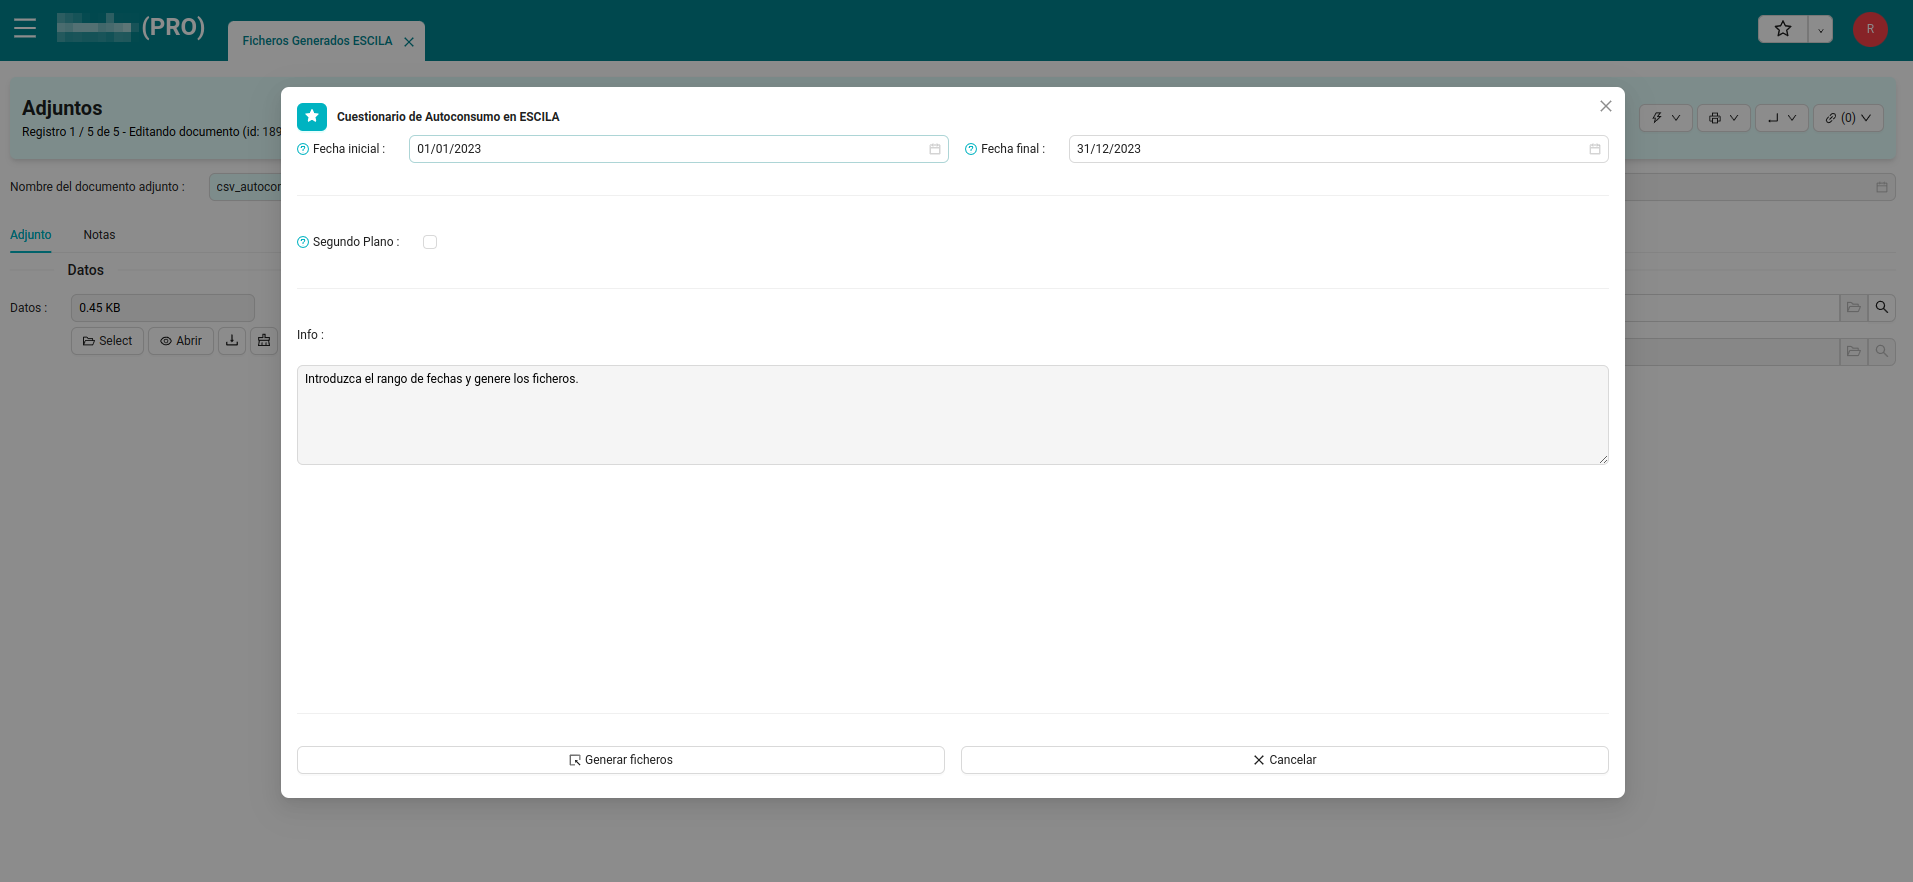 (PRO)
Ficheros Generados ESCILA
R
Adjuntos
Registro 1 / 5 de 5 - Editando documento (id: 189
(0)
Nombre del documento adjunto :
csv_autocon
Adjunto
Notas
Datos
Datos :
0.45 KB
Select
Abrir
Cuestionario de Autoconsumo en ESCILA
Fecha inicial :
01/01/2023
Fecha final :
31/12/2023
Segundo Plano :
Info :
Introduzca el rango de fechas y genere los ficheros.
Generar ficheros
Cancelar